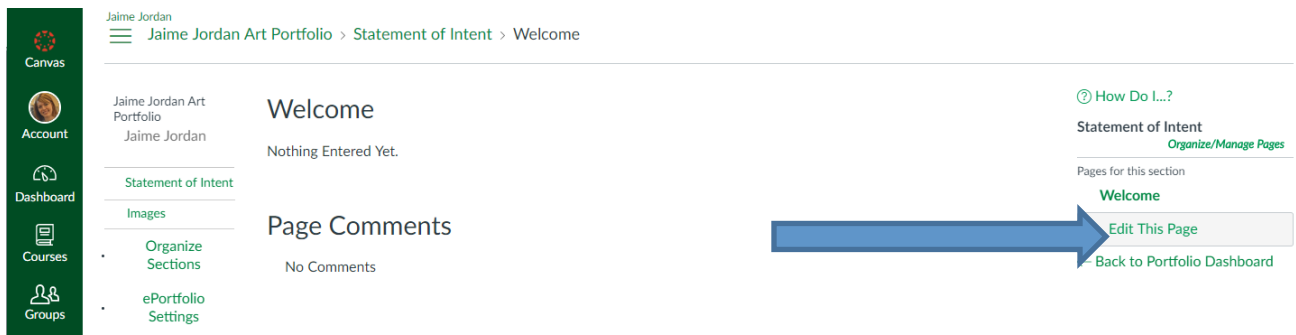 Jaime Jordan
Jaime Jordan Art Portfolio > Statement of Intent > Welcome
Canvas
Account
Dashboard
Courses
Groups
Jaime Jordan Art
Portfolio
Jaime Jordan
Statement of Intent
Images
Organize
Sections
ePortfolio
Settings
Welcome
Nothing Entered Yet.
Page Comments
No Comments
? How Do I...?
Statement of Intent
Organize/Manage Pages
Pages for this section
Welcome
Edit This Page
Back to Portfolio Dashboard